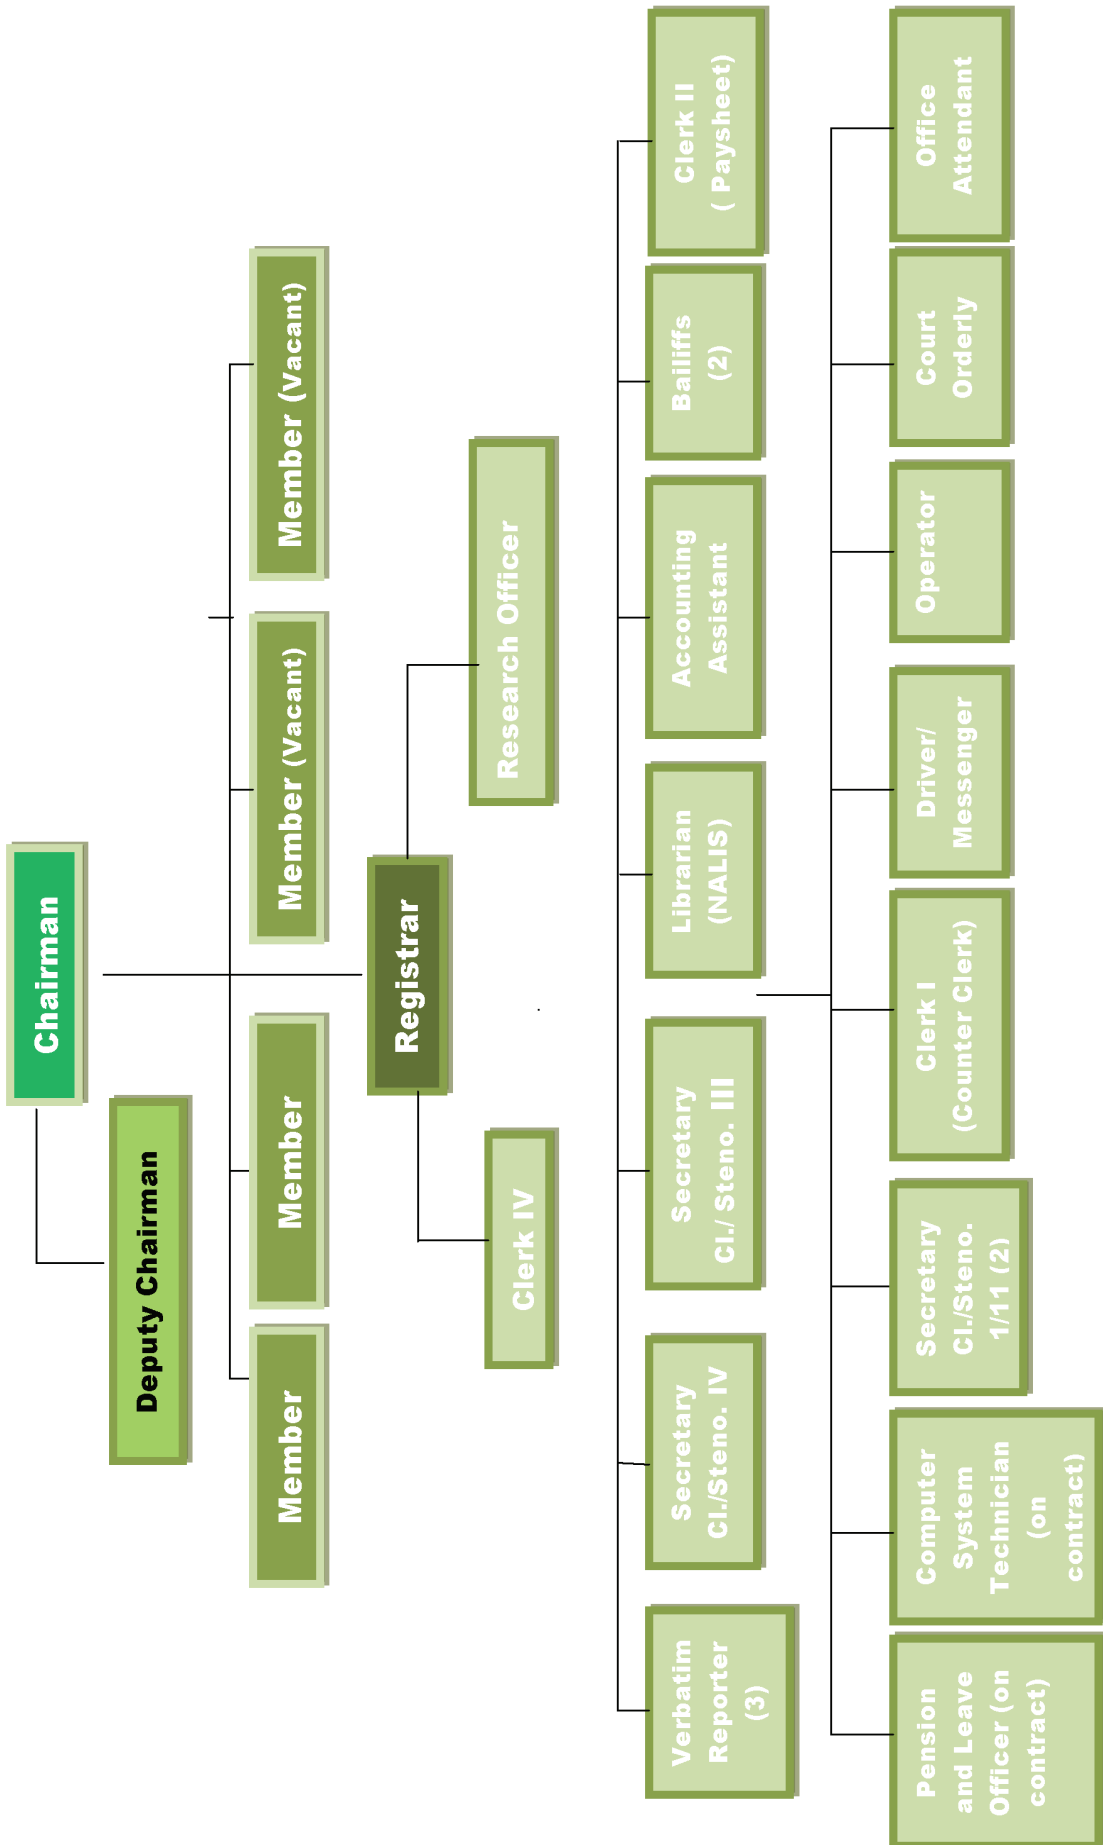 Chairman
Deputy Chairman
Member
Member
Member (Vacant)
Member (Vacant)
Registrar
Clerk IV
Research Officer
Verbatim
Reporter
(3)
Secretary
Cl./Steno. IV
Secretary
Cl./ Steno. III
Librarian
(NALIS)
Accounting
Assistant
Bailiffs
(2)
Clerk II
( Paysheet)
Pension
and Leave
Officer (on
contract)
Computer
System
Technician
(on
contract)
Secretary
Cl./Steno.
1/11 (2)
Clerk I
(Counter Clerk)
Driver/
Messenger
Operator
Court
Orderly
Office
Attendant